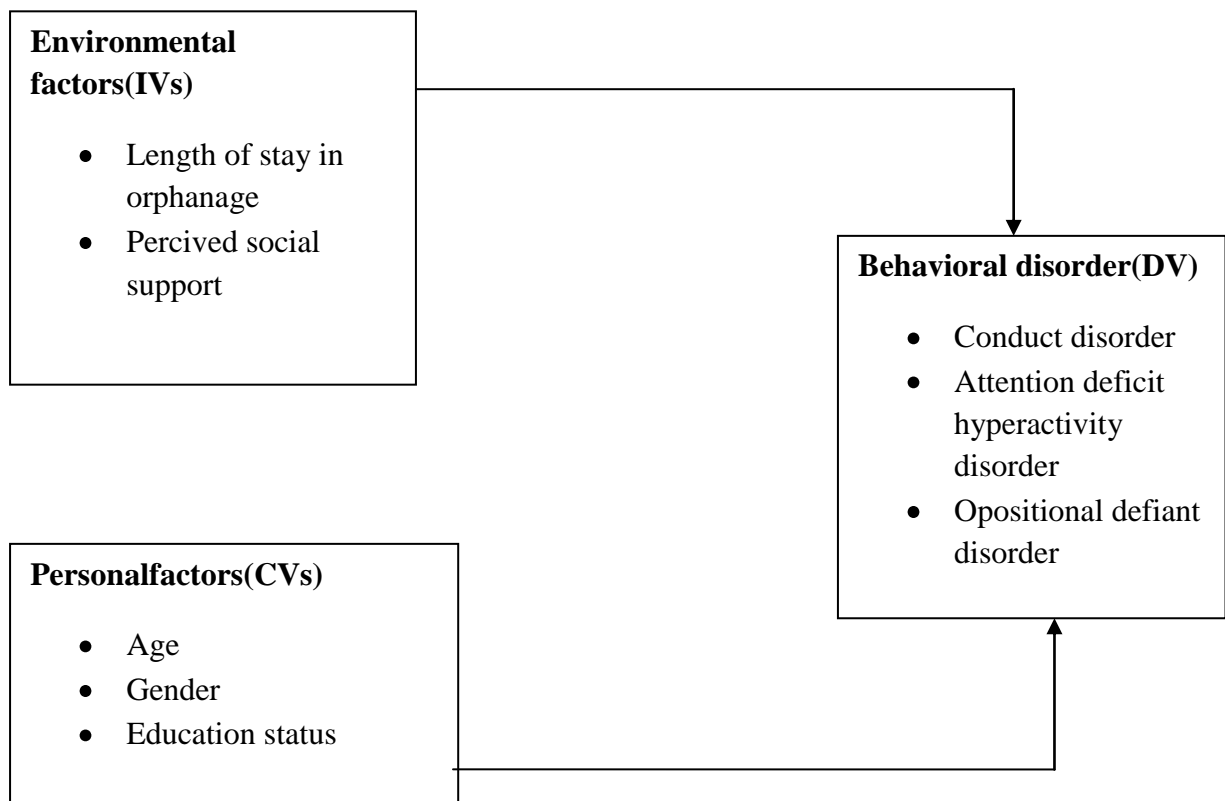 Environmental
factors(IVs)
● Length of stay in
orphanage
● Percived social
support
Behavioral disorder(DV)
● Conduct disorder
● Attention deficit
hyperactivity
disorder
● Opositional defiant
disorder
Personalfactors(CVs)
● Age
● Gender
● Education status